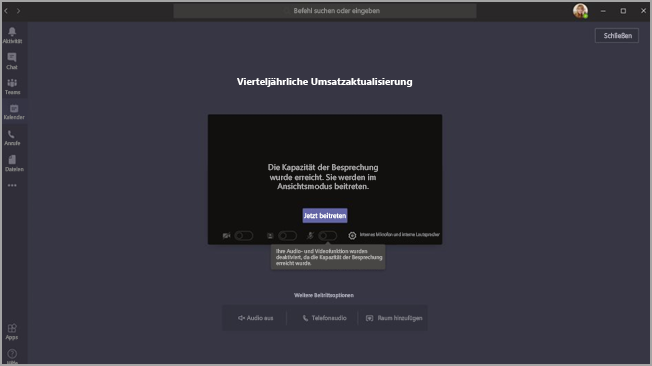 Befehl suchen oder eingeben
Aktivität
Chat
Teams
Kalender
Anrufe
Dateien
Apps
Hilfe
Schließen
Vierteljährliche Umsatzaktualisierung
Die Kapazität der Besprechung
wurde erreicht. Sie werden im
Ansichtsmodus beitreten.
Jetzt beitreten
Internes Mikrofon und interne Lautsprecher
Ihre Audio- und Videofunktion wurden
deaktiviert, da die Kapazität der Besprechung
erreicht wurde.
Weitere Beitrittsoptionen
Audio aus
Telefonaudio
Raum hinzufügen